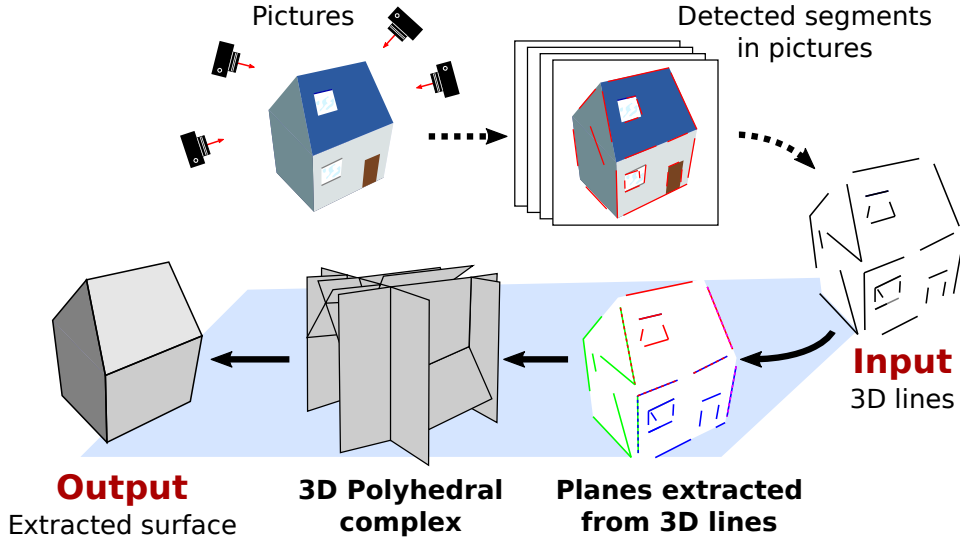 Pictures
Detected segments
in pictures
Input
3D lines
Planes extracted
from 3D lines
3D Polyhedral
complex
Output
Extracted surface